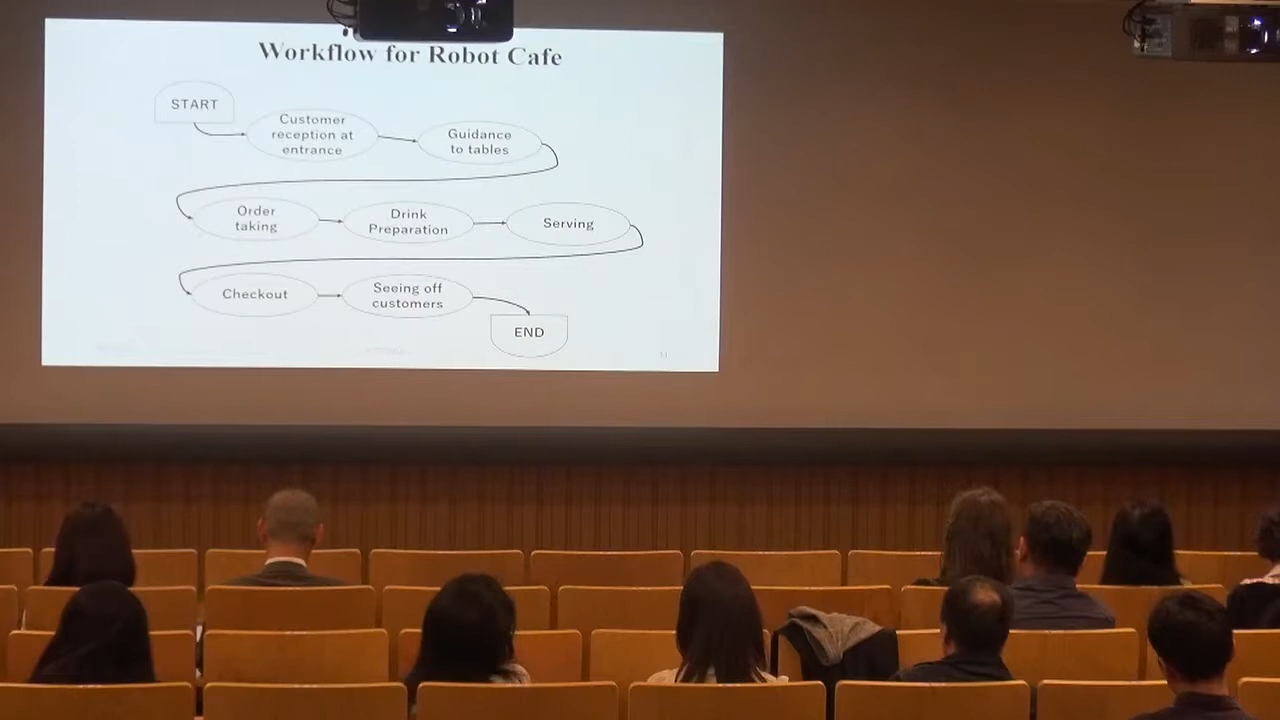 Workflow for Robot Cafe
START
Customer
reception at
entrance
Guidance
to tables
Order
taking
Drink
Preparation
Serving
Checkout
Seeing off
customers
END